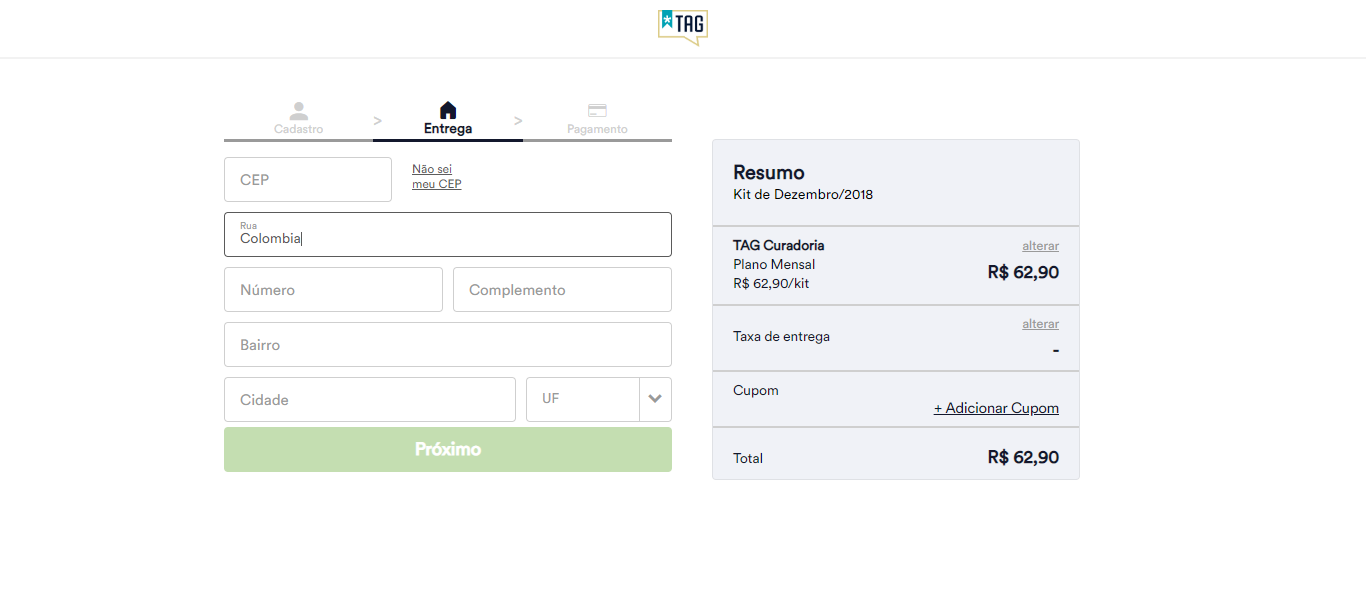 TAG
Cadastro > Entrega > Pagamento
CEP
Não sei
meu CEP
Rua
Colombia
Número
Complemento
Bairro
Cidade
UF
Próximo
Resumo
Kit de Dezembro/2018
TAG Curadoria
alterar
Plano Mensal
R$ 62,90
R$ 62,90/kit
alterar
Taxa de entrega
-
Cupom
+ Adicionar Cupom
Total
R$ 62,90